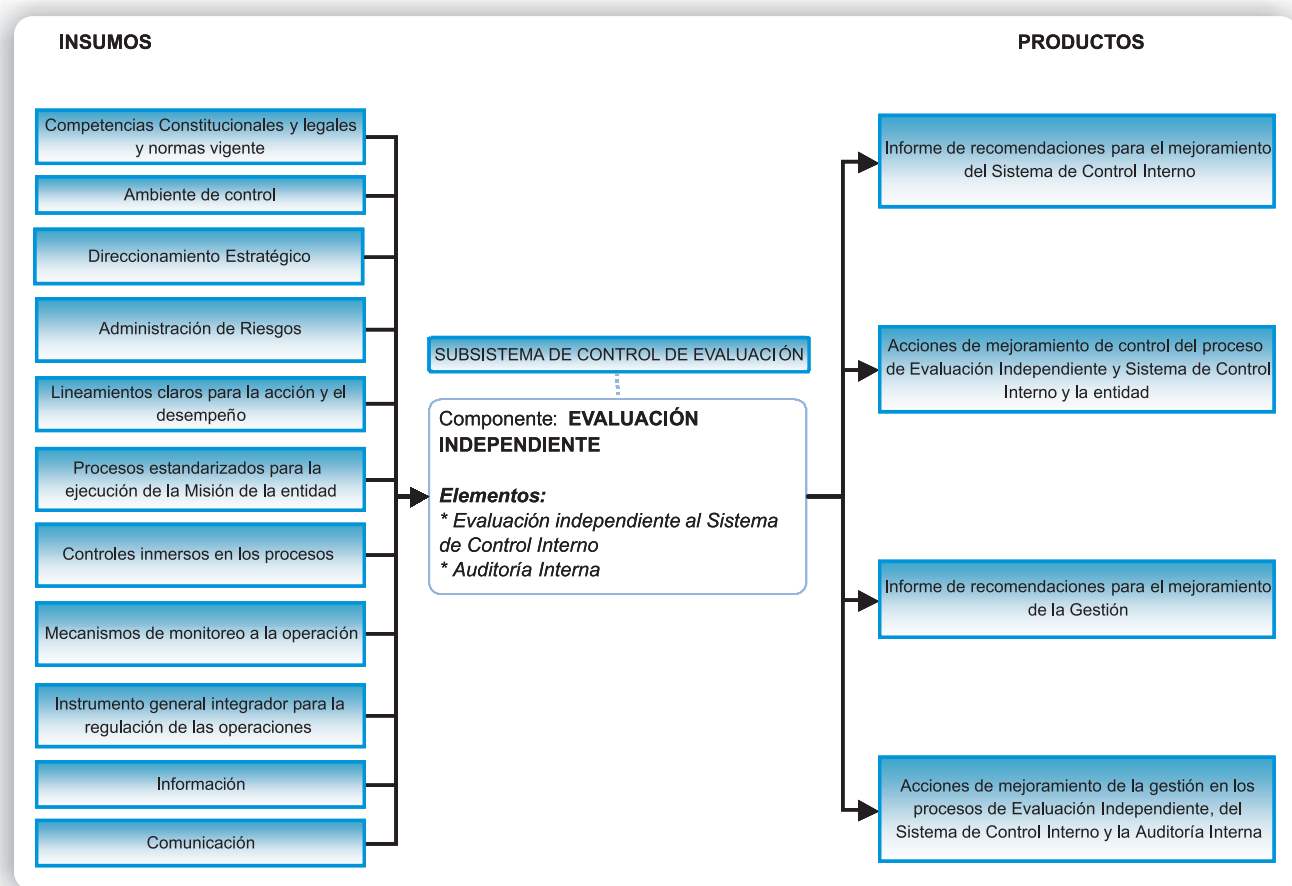 INSUMOS
Competencias Constitucionales y legales
y normas vigente
Ambiente de control
Direccionamiento Estratégico
Administración de Riesgos
Lineamientos claros para la acción y el
desempeño
Procesos estandarizados para la
ejecución de la Misión de la entidad
Controles inmersos en los procesos
Mecanismos de monitoreo a la operación
Instrumento general integrador para la
regulación de las operaciones
Información
Comunicación
SUBSISTEMA DE CONTROL DE EVALUACIÓN
Componente: EVALUACIÓN
INDEPENDIENTE
Elementos:
* Evaluación independiente al Sistema
de Control Interno
* Auditoría Interna
PRODUCTOS
Informe de recomendaciones para el mejoramiento
del Sistema de Control Interno
Acciones de mejoramiento de control del proceso
de Evaluación Independiente y Sistema de Control
Interno y la entidad
Informe de recomendaciones para el mejoramiento
de la Gestión
Acciones de mejoramiento de la gestión en los
procesos de Evaluación Independiente, del
Sistema de Control Interno y la Auditoría Interna